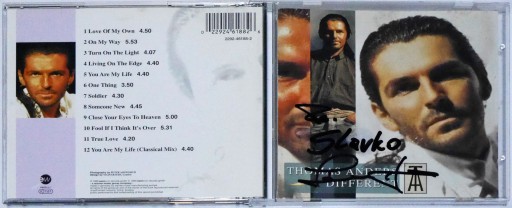 0 22924 61882 6
1 Love Of My Own 4.50
2 On My Way 5.53
3 Turn On The Light 4.07
4 Living On The Edge 4.40
5 You Are My Life 4.40
6 One Thing 3.50
7 Soldier 4.30
8 Someone New 4.45
9 Close Your Eyes To Heaven 5.00
10 Fool If I Think It's Over 5.31
11 True Love 4.20
12 You Are My Life (Classical Mix) 4.40
Slavko
THOMAS ANDERS
DIFFERENT